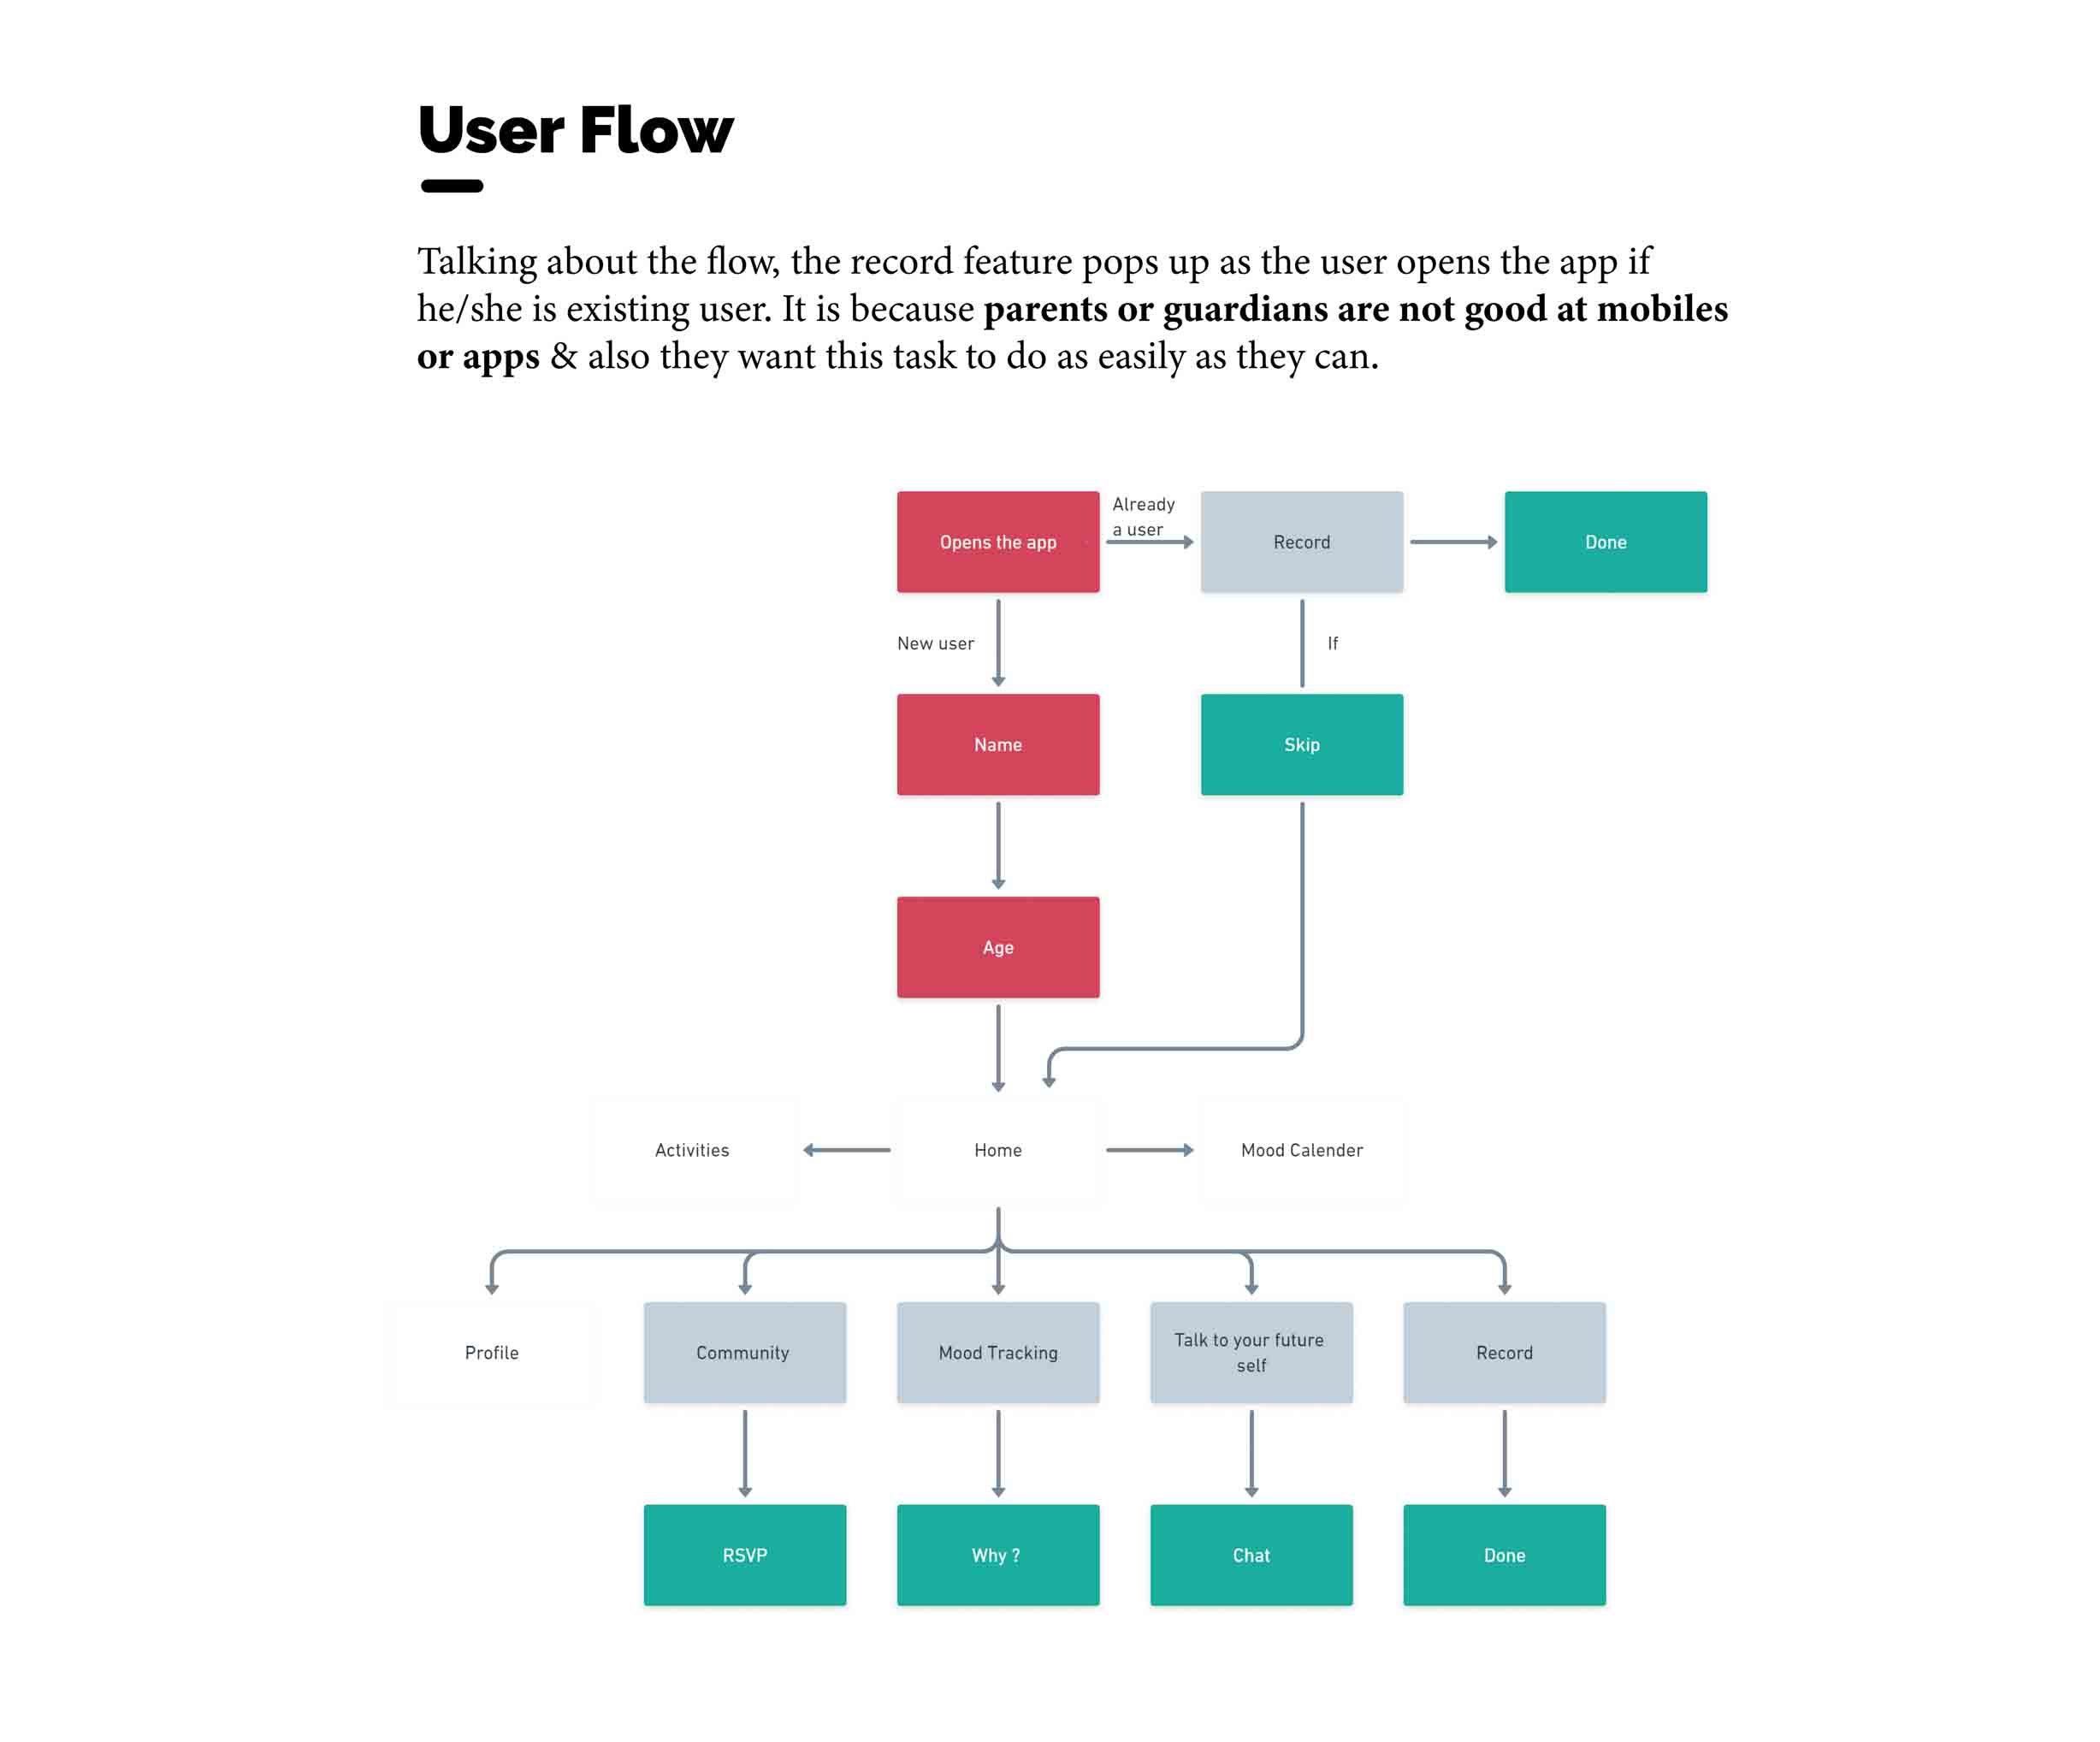 User Flow
Talking about the flow, the record feature pops up as the user opens the app if
he/she is existing user. It is because parents or guardians are not good at mobiles
or apps & also they want this task to do as easily as they can.
Opens the app
Already
a user
Record
Done
New user
If
Name
Skip
Age
Activities
Home
Mood Calender
Profile
Community
Mood Tracking
Talk to your future
self
Record
RSVP
Why ?
Chat
Done